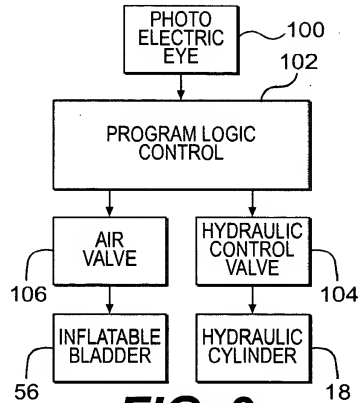 PHOTO
ELECTRIC
EYE
100
102
PROGRAM LOGIC
CONTROL
AIR
VALVE
106
HYDRAULIC
CONTROL
VALVE
104
INFLATABLE
BLADDER
56
HYDRAULIC
CYLINDER
18